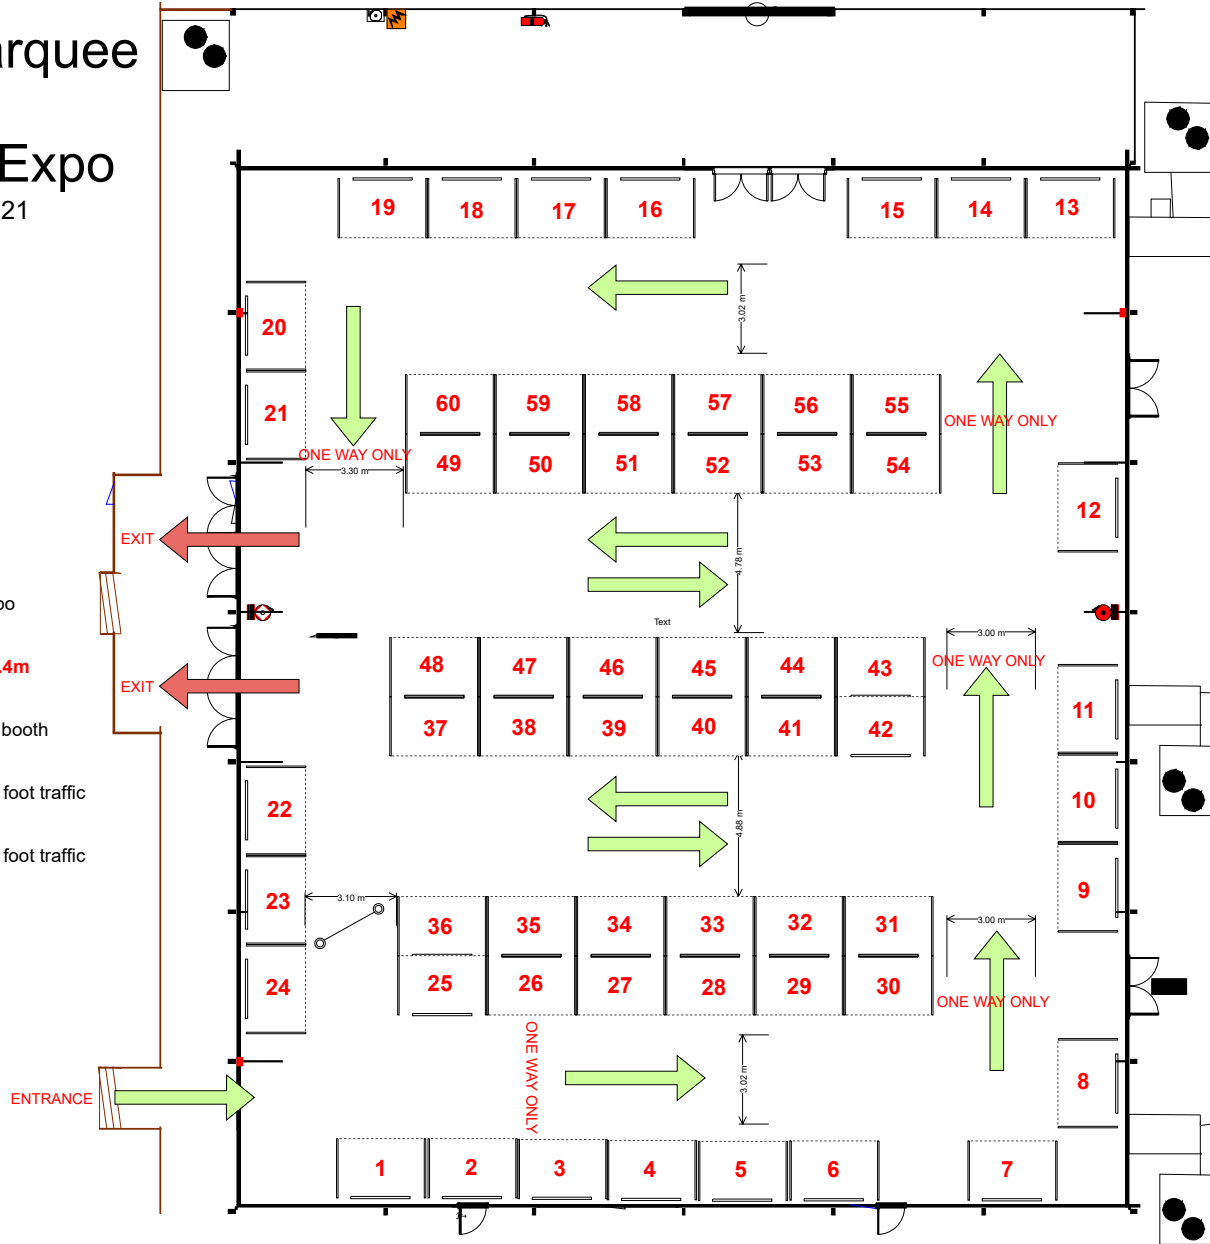 arquee
Expo
21
19 18 17 16 15 14 13
20
3.02 m
21
60 59 58 57 56 55
ONE WAY ONLY
ONE WAY ONLY
49 50 51 52 53 54
3.30 m
12
EXIT
4.78 m
po
Text
3.00 m
.4m
48 47 46 45 44 43
ONE WAY ONLY
EXIT
11
booth
37 38 39 40 41 42
foot traffic
22
10
4.88 m
foot traffic
23
9
3.10 m
36 35 34 33 32 31
3.00 m
24
25 26 27 28 29 30
ONE WAY ONLY
ONE WAY ONLY
3.02 m
8
ENTRANCE
1 2 3 4 5 6 7